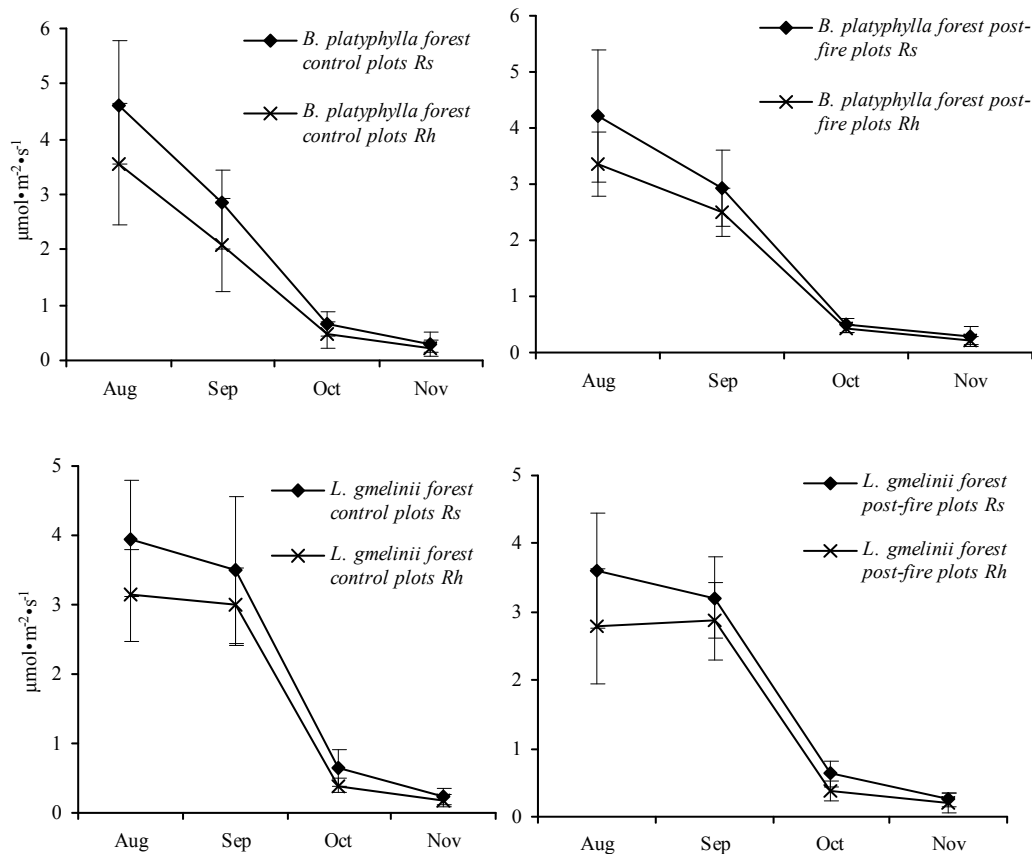 6
5
4
3
2
1
0
μmol•m⁻²•s⁻¹
B. platyphylla forest
control plots Rs
B. platyphylla forest
control plots Rh
Aug Sep Oct Nov
6
5
4
3
2
1
0
B. platyphylla forest post-
fire plots Rs
B. platyphylla forest post-
fire plots Rh
Aug Sep Oct Nov
5
4
3
2
1
0
μmol•m⁻²•s⁻¹
L. gmelinii forest
control plots Rs
L. gmelinii forest
control plots Rh
Aug Sep Oct Nov
5
4
3
2
1
0
L. gmelinii forest
post-fire plots Rs
L. gmelinii forest
post-fire plots Rh
Aug Sep Oct Nov